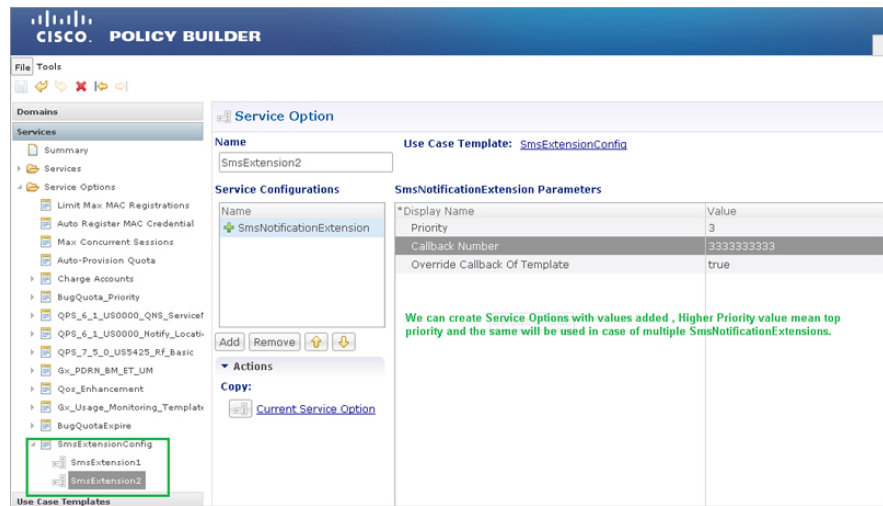 CISCO. POLICY BUILDER
File Tools
Domains
Services
Summary
Services
Service Options
Limit Max MAC Registrations
Auto Register MAC Credential
Max Concurrent Sessions
Auto-Provision Quota
Charge Accounts
BugQuota_Priority
QPS_6_1_US0000_QNS_Servicef
QPS_6_1_US0000_Notify_Locati
QPS_7_5_0_US5425_Rf_Basic
Gx_PDRN_BM_ET_UM
Qos_Enhancement
Gx_Usage_Monitoring_Template
BugQuotaExpire
SmsExtensionConfig
SmsExtension1
SmsExtension2
Use Case Templates
Service Option
Name
Use Case Template: SmsExtensionConfig
SmsExtension2
Service Configurations
Name
SmsNotificationExtension
Add Remove
Actions
Copy:
Current Service Option
SmsNotificationExtension Parameters
*Display Name Value
Priority 3
Callback Number 3333333333
Override Callback Of Template true
We can create Service Options with values added , Higher Priority value mean top
priority and the same will be used in case of multiple SmsNotificationExtensions.